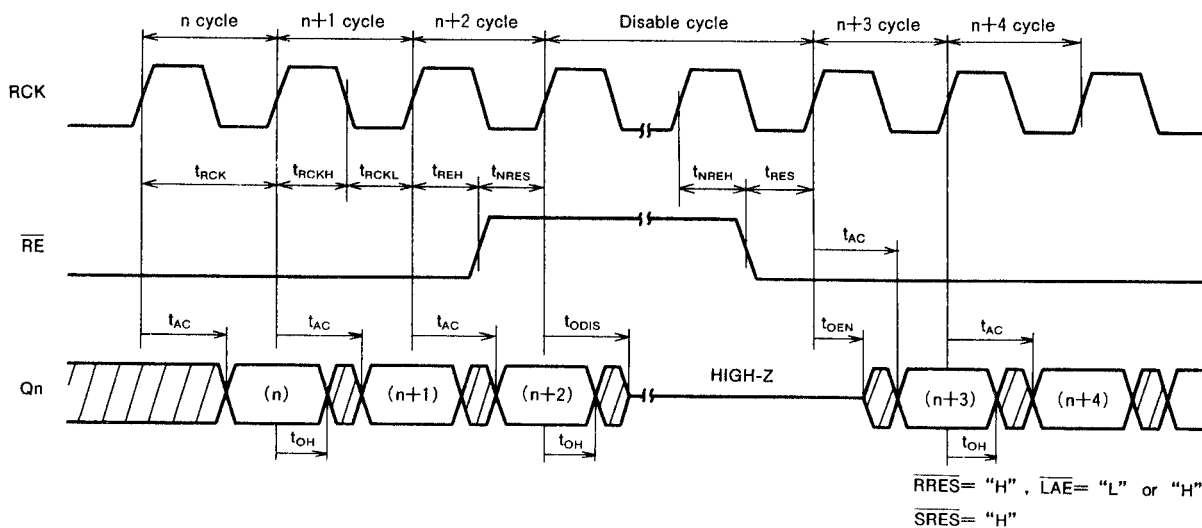 n cycle n+1 cycle n+2 cycle Disable cycle n+3 cycle n+4 cycle
RCK
tRCK tRCKH tRCKL tREH tNRES tNREH tRES
RE
tAC
tAC tAC tAC tODIS tOEN tAC
Qn (n) (n+1) (n+2) HIGH-Z (n+3) (n+4)
tOH tOH tOH
RRES= "H" , LAE= "L" or "H"
SRES= "H"